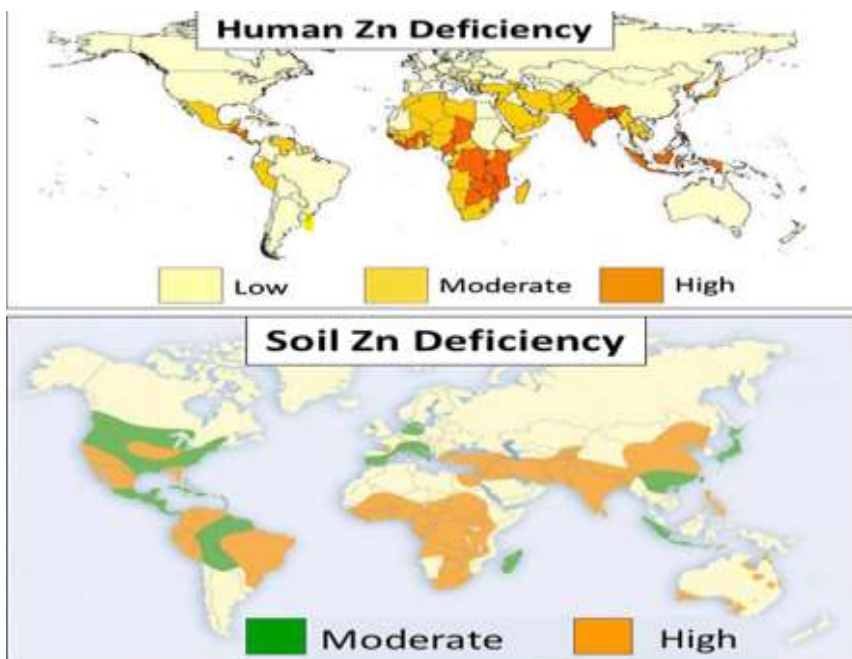 Human Zn Deficiency
Low Moderate High
Soil Zn Deficiency
Moderate High